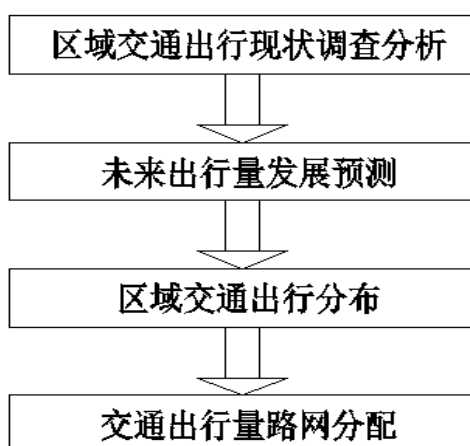 区域交通出行现状调查分析
未来出行量发展预测
区域交通出行分布
交通出行量路网分配